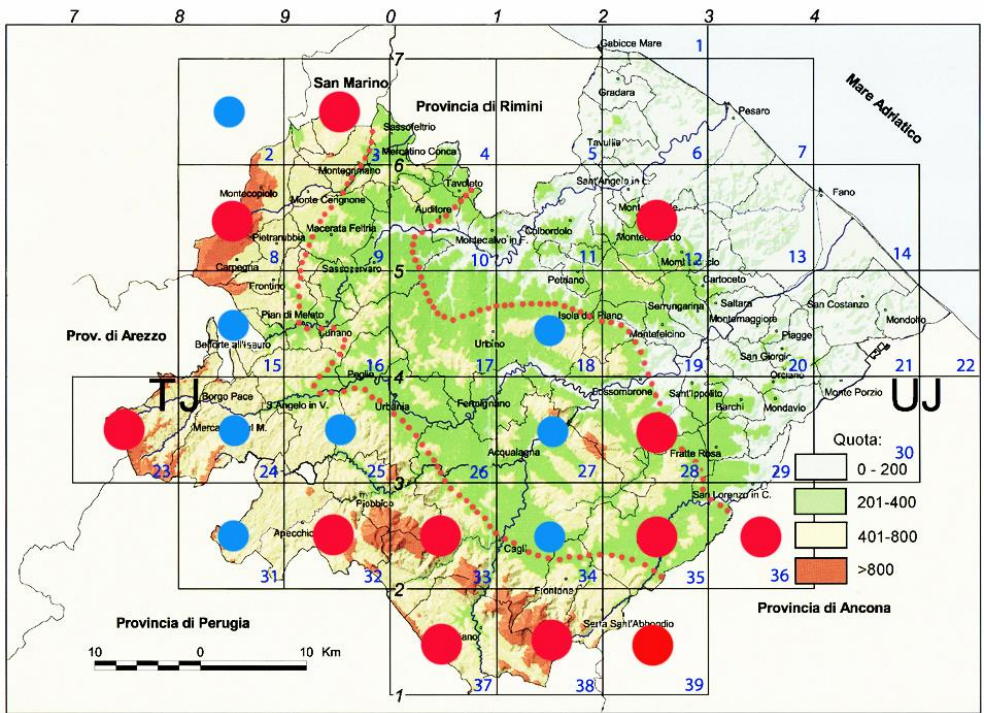 7 8 9 0 1 2 3 4
Gabicce Mare 1
7
San Marino
Gradara
Mare Adriatico
Provincia di Rimini
Pesaro
Sassofeltrio
Tavullia
Mercatino Conca
2 3 4 5 6 7
6
Montegrimano
Sant'Angelo in L.
Montecopiolo
Tavoleto
Fano
Monte Cerignone
Auditore
Macerata Feltria
Colbordolo
Pietrarubbia
Montecalvo in F.
8 9 10 11 12 13 14
Carpegna
Sassocorvaro
5
Petriano
Cartoceto
Frontino
Serrungarina
Saltara
San Costanzo
Pian di Meleto
Isola del Piano
Montemaggiore
Mondolfo
Prov. di Arezzo
Montefelcino
Piagge
Belforte all'Isauro
Urbino
San Giorgio
15 16 17 18 19 20 21 22
Peglio
Orciano
4
TJ
Borgo Pace
S.Angelo in V.
Urbania
Fermignano
Fossombrone
Sant'Ippolito
Barchi
Mondavio
Monte Porzio
UJ
Acqualagna
Fratte Rosa
Quota:
23 24 25 26 27 28 29 30
0 - 200
3
San Lorenzo in C.
201-400
Piobbico
Apecchio
401-800
Cagli
31 32 33 34 35 36
>800
2
Frontone
Provincia di Ancona
Provincia di Perugia
Serra Sant'Abbondio
10 0 10 Km
37 38 39
1